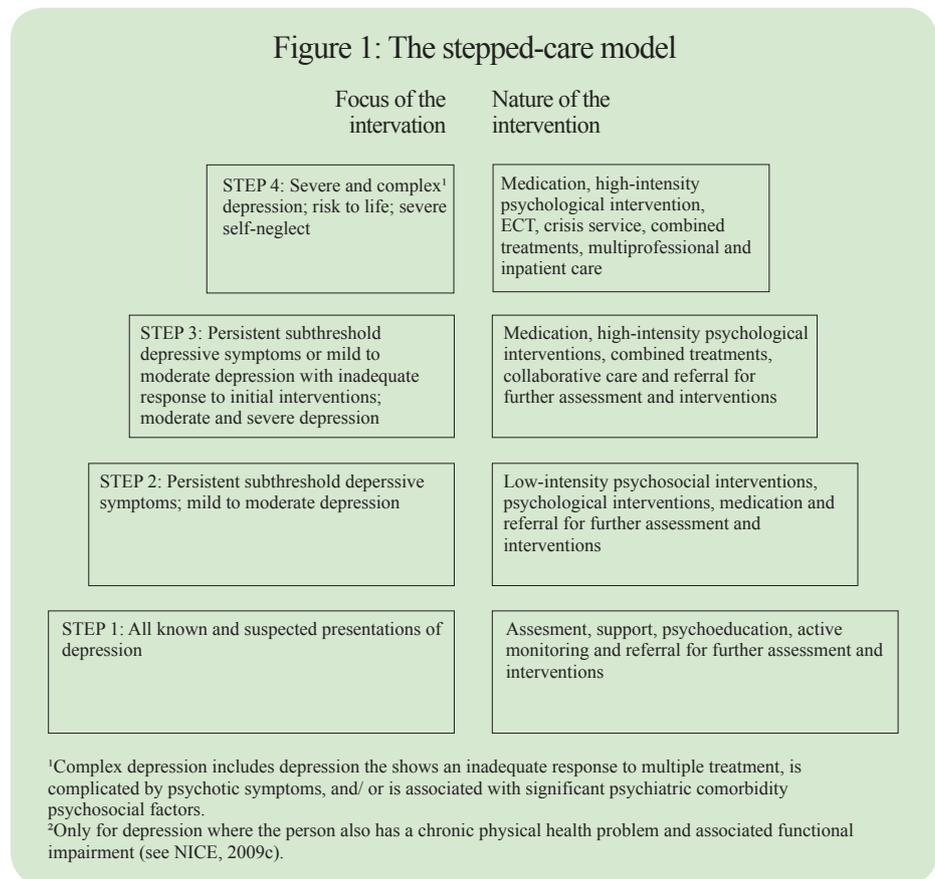 Figure 1: The stepped-care model
Focus of the
intervation
Nature of the
intervention
STEP 4: Severe and complex¹
depression; risk to life; severe
self-neglect
Medication, high-intensity
psychological intervention,
ECT, crisis service, combined
treatments, multiprofessional and
inpatient care
STEP 3: Persistent subthreshold
depressive symptoms or mild to
moderate depression with inadequate
response to initial interventions;
moderate and severe depression
Medication, high-intensity psychological
interventions, combined treatments,
collaborative care and referral for
further assessment and interventions
STEP 2: Persistent subthreshold deperssive
symptoms; mild to moderate depression
Low-intensity psychosocial interventions,
psychological interventions, medication and
referral for further assessment and
interventions
STEP 1: All known and suspected presentations of
depression
Assesment, support, psychoeducation, active
monitoring and referral for further assessment and
interventions
¹Complex depression includes depression the shows an inadequate response to multiple treatment, is
complicated by psychotic symptoms, and/ or is associated with significant psychiatric comorbidity
psychosocial factors.
²Only for depression where the person also has a chronic physical health problem and associated functional
impairment (see NICE, 2009c).